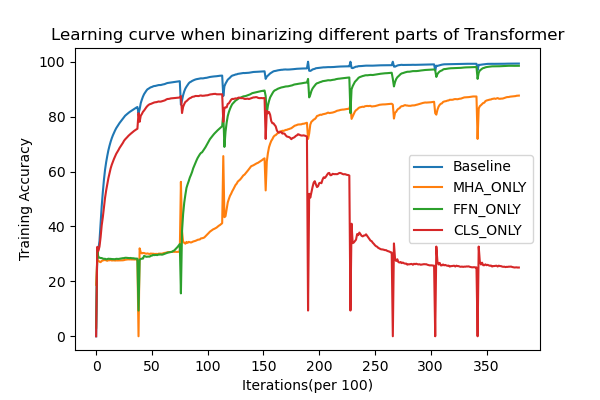 Learning curve when binarizing different parts of Transformer
100
80
60
40
20
0
Training Accuracy
Baseline
MHA_ONLY
FFN_ONLY
CLS_ONLY
0 50 100 150 200 250 300 350
Iterations(per 100)